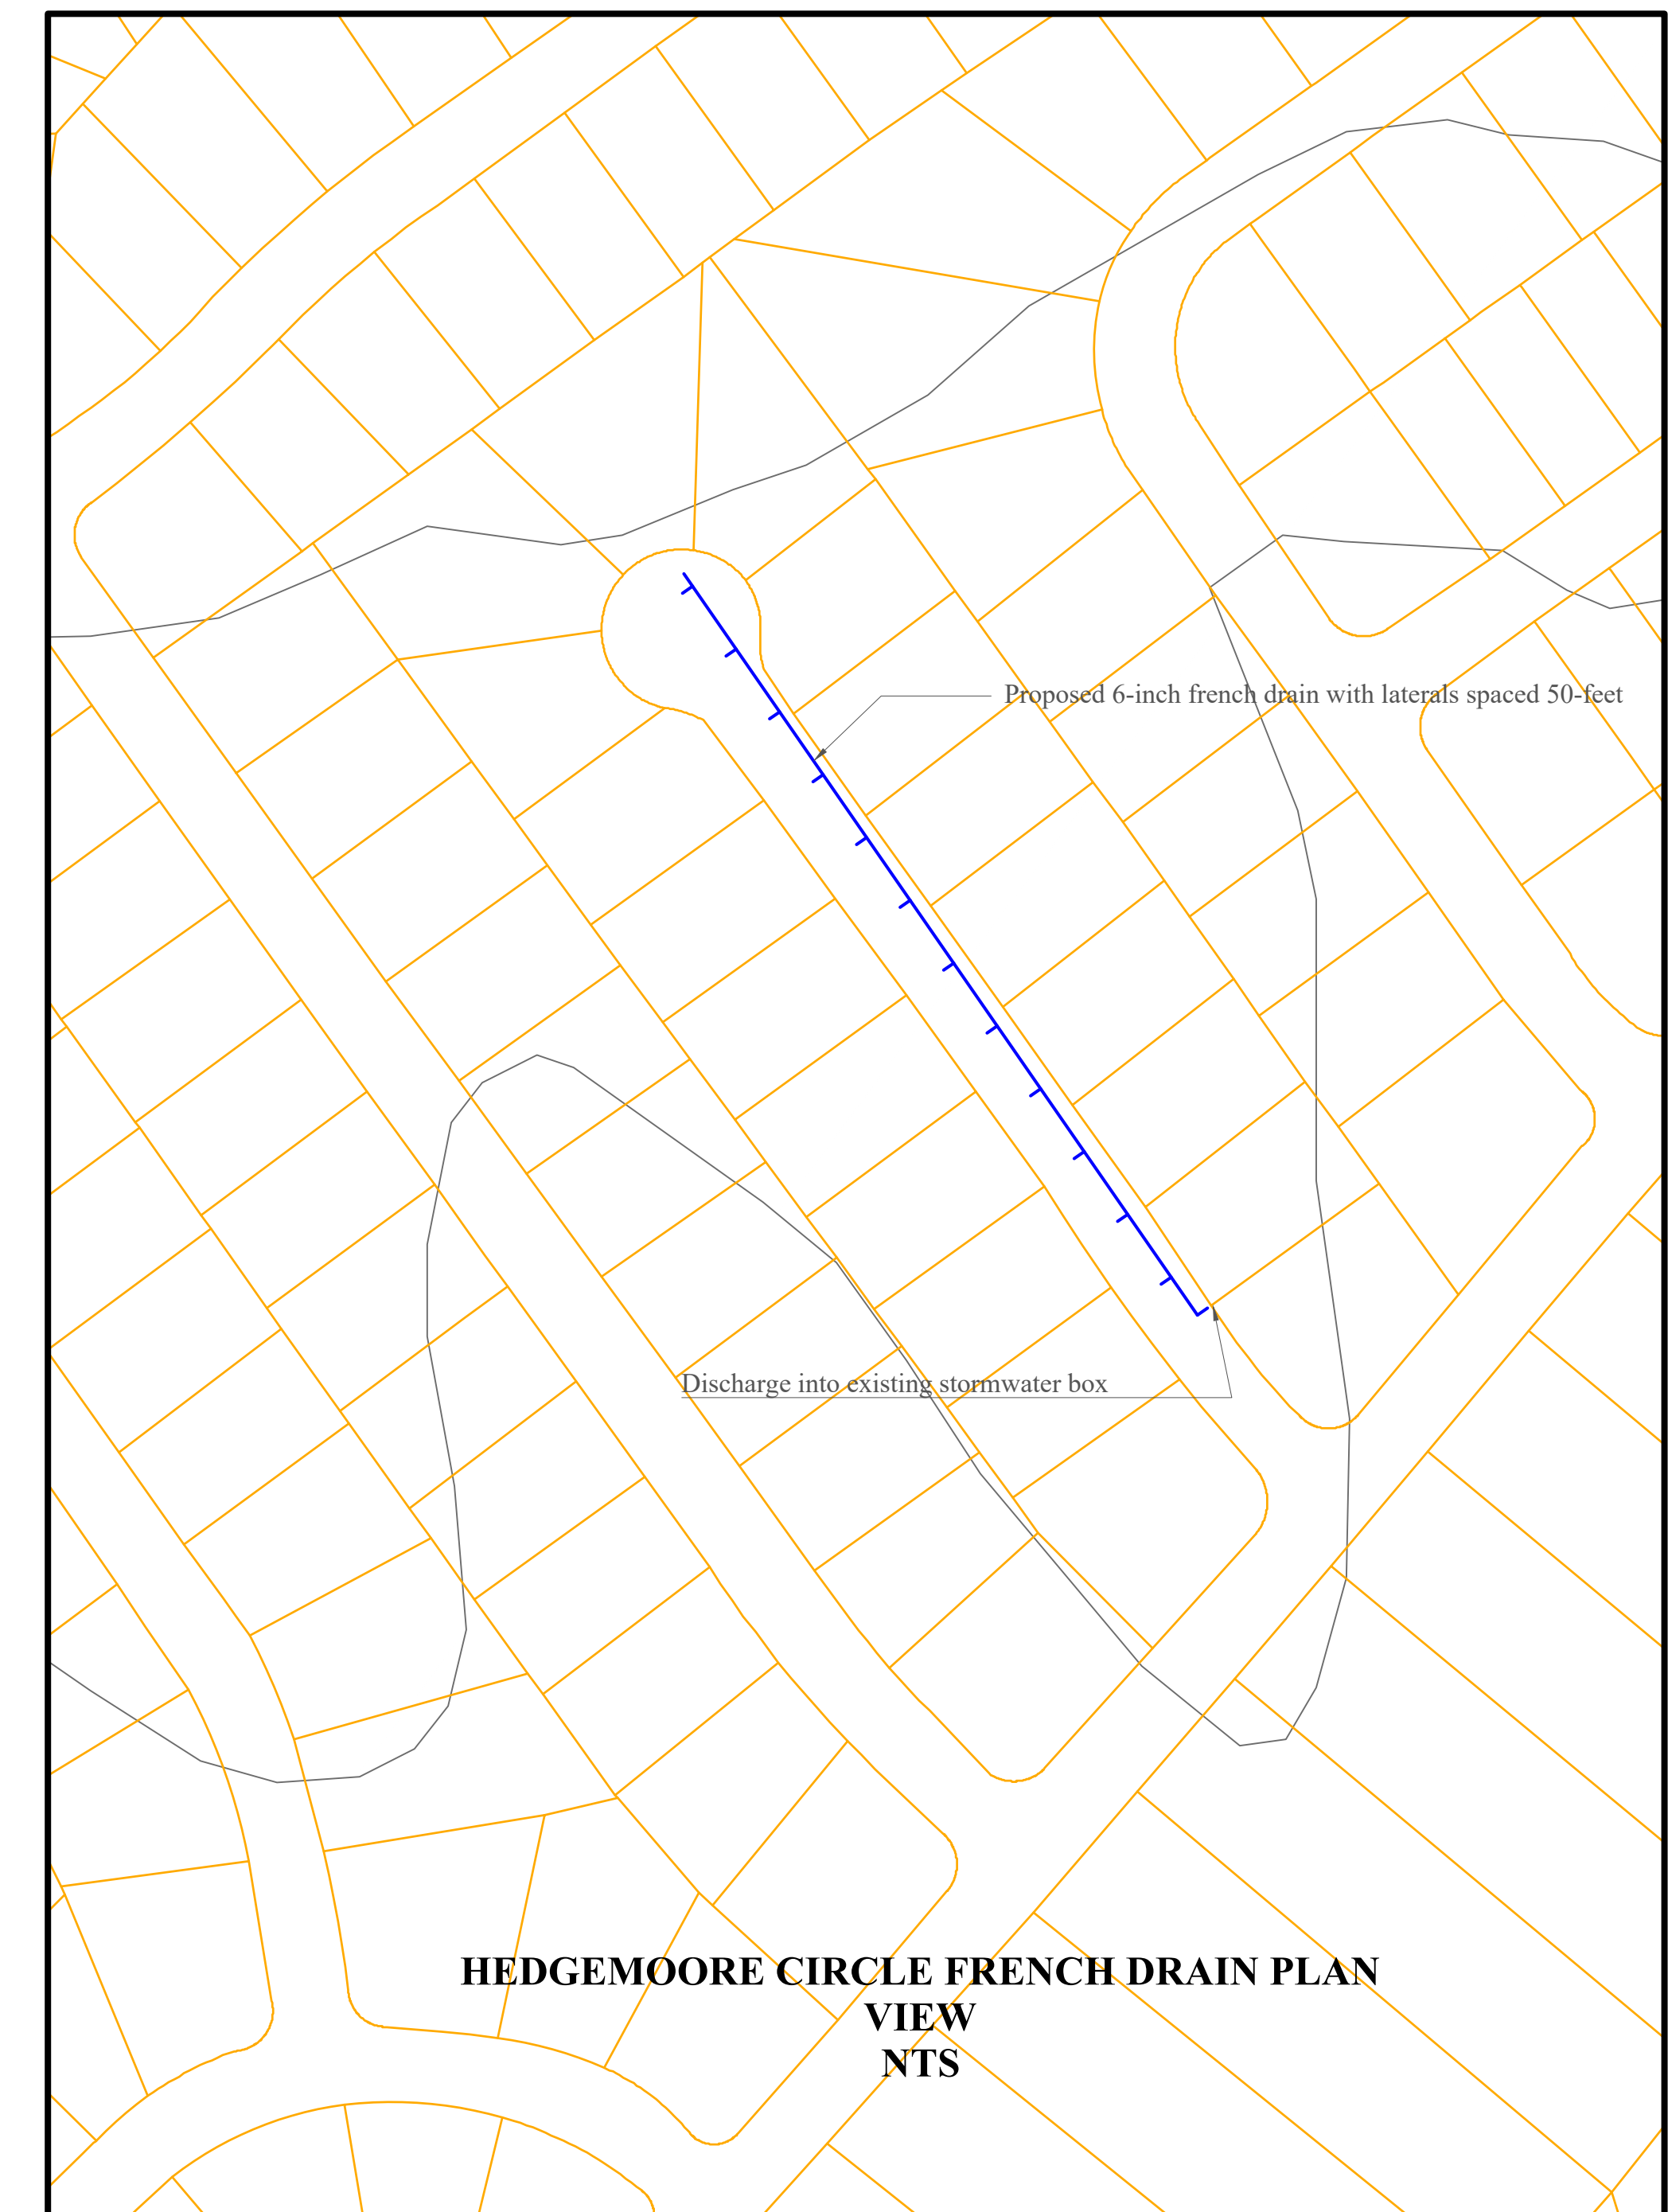 Proposed 6-inch french drain with laterals spaced 50-feet
Discharge into existing stormwater box
HEDGEMOORE CIRCLE FRENCH DRAIN PLAN
VIEW
NTS